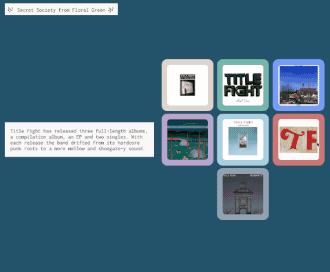 Secret Society from Floral Green
TITLE
FIGHT
Title Fight has released three full-length albums,
a compilation album, an EP and two singles. With
each release the band drifted from its hardcore
punk roots to a more mellow and shoegaze-y sound.
TF